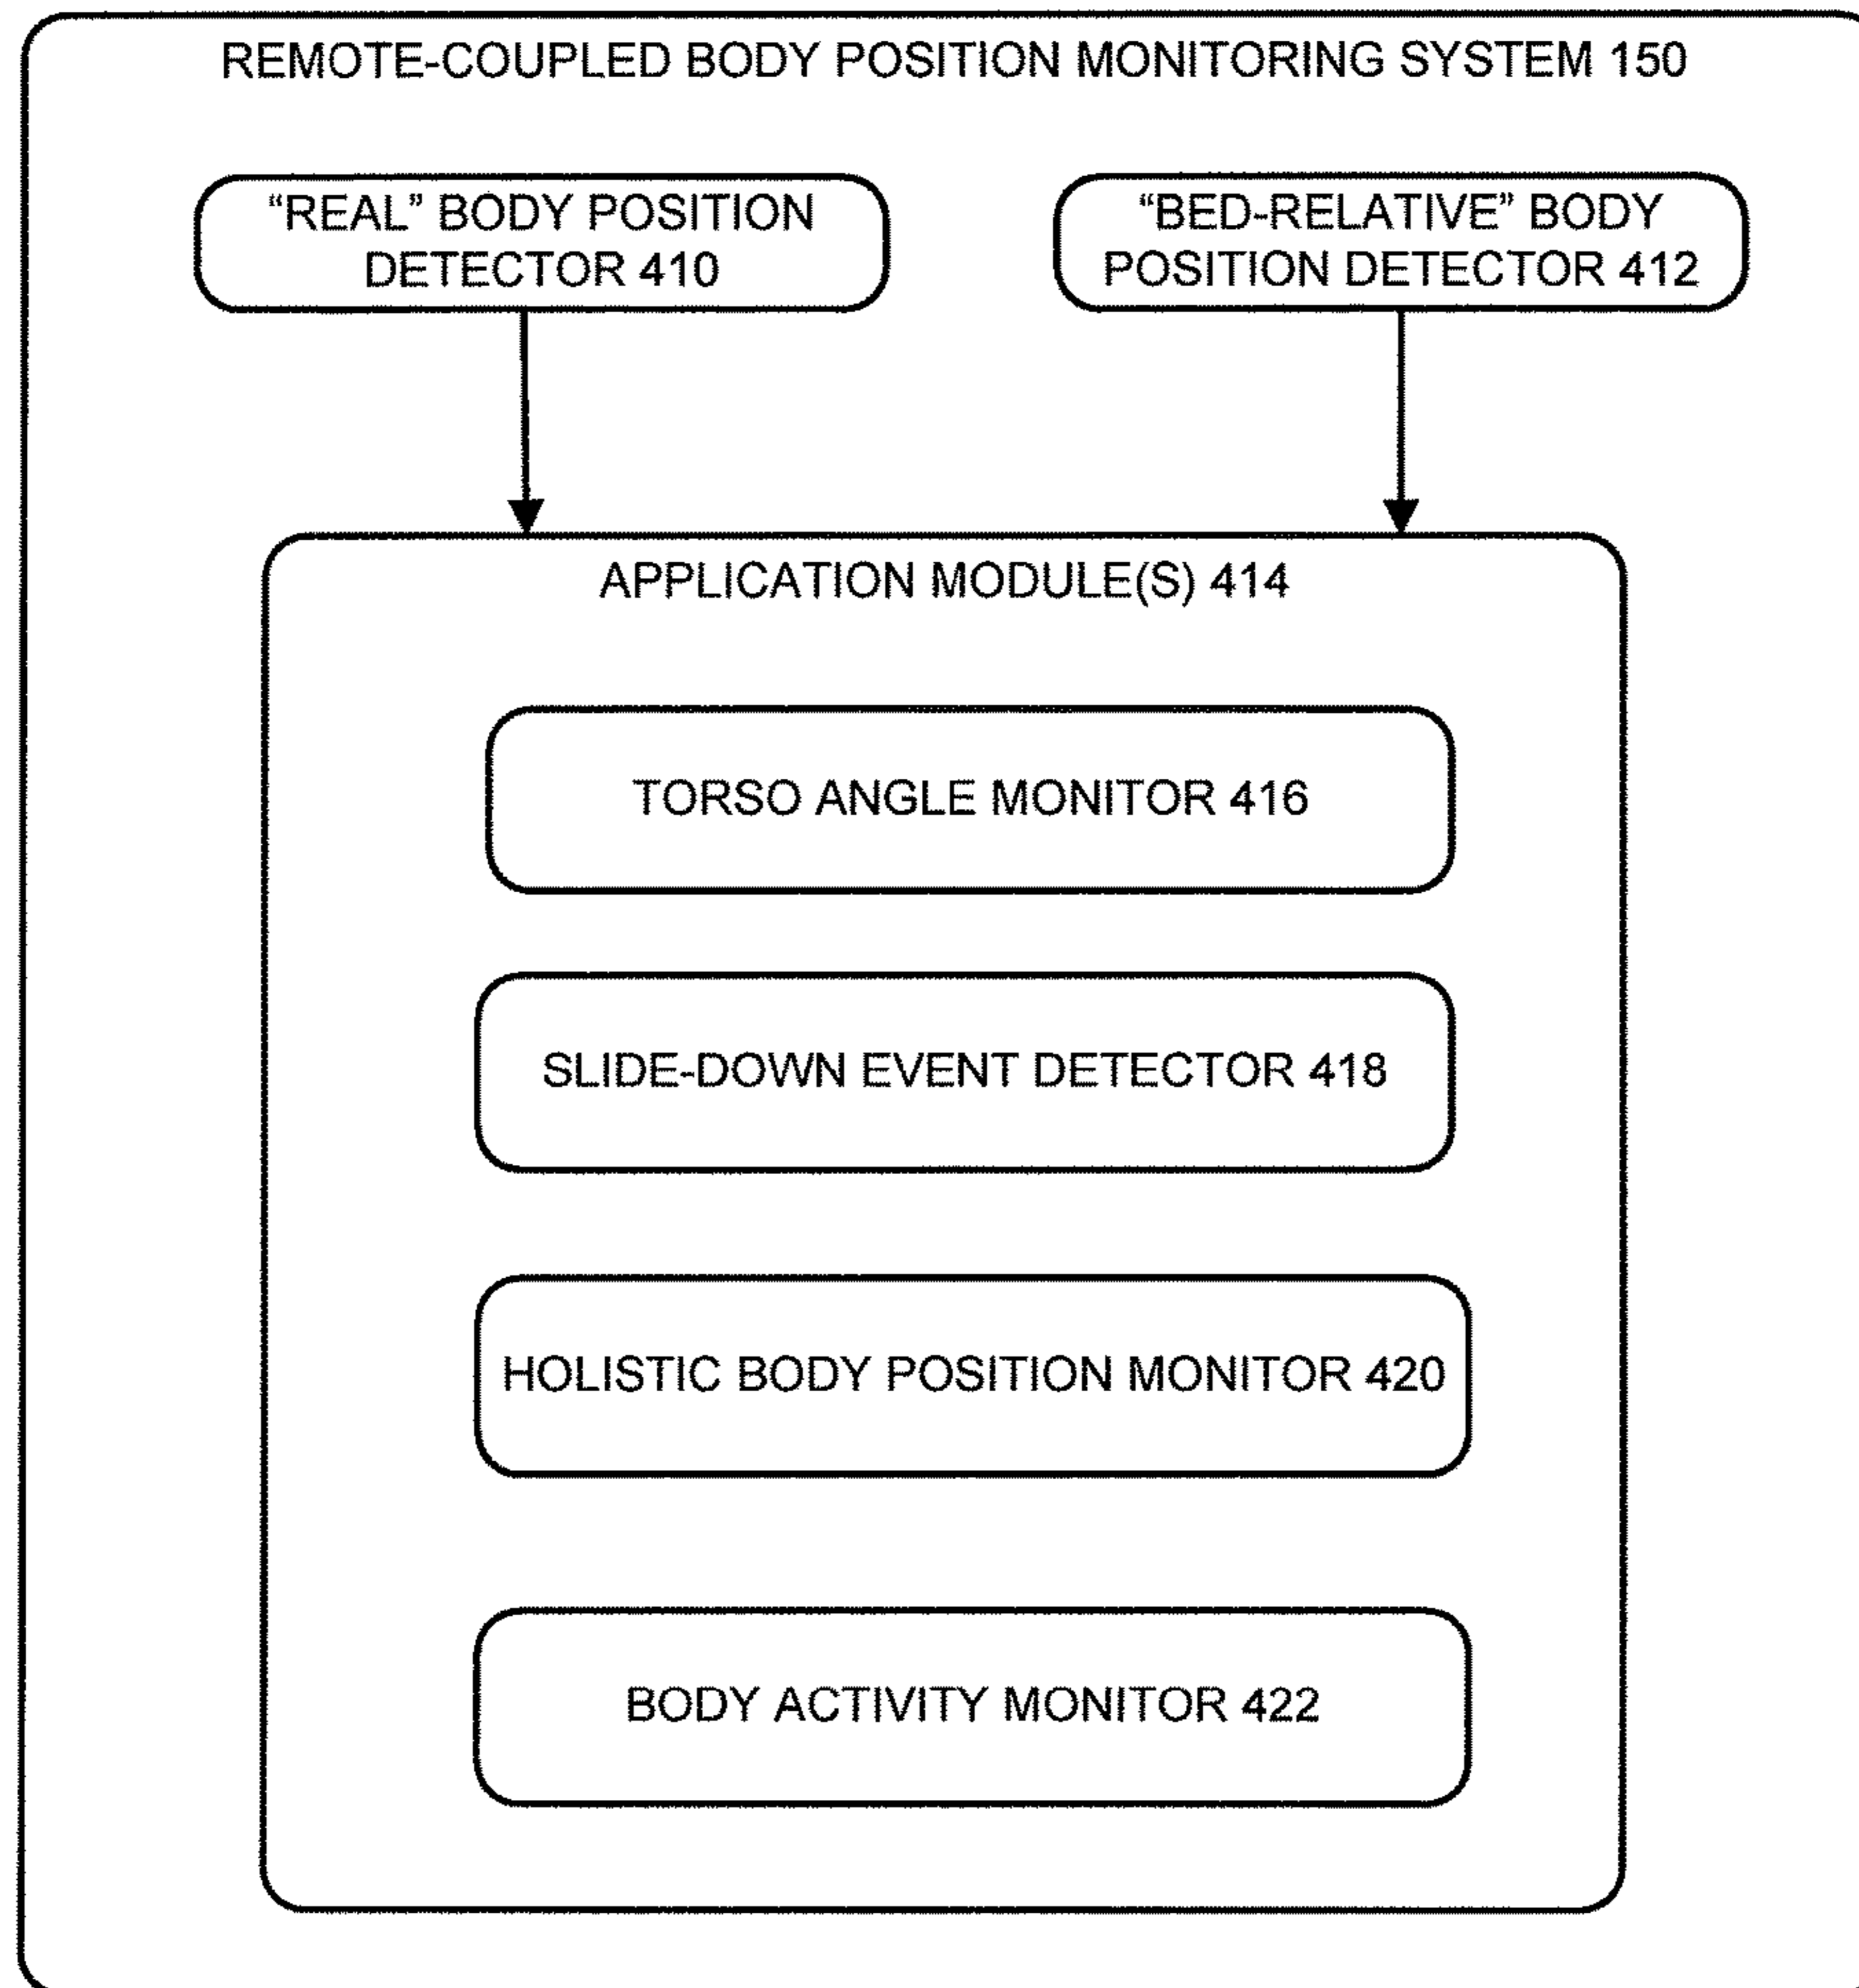 REMOTE-COUPLED BODY POSITION MONITORING SYSTEM 150
“REAL” BODY POSITION
DETECTOR 410
“BED-RELATIVE” BODY
POSITION DETECTOR 412
APPLICATION MODULE(S) 414
TORSO ANGLE MONITOR 416
SLIDE-DOWN EVENT DETECTOR 418
HOLISTIC BODY POSITION MONITOR 420
BODY ACTIVITY MONITOR 422